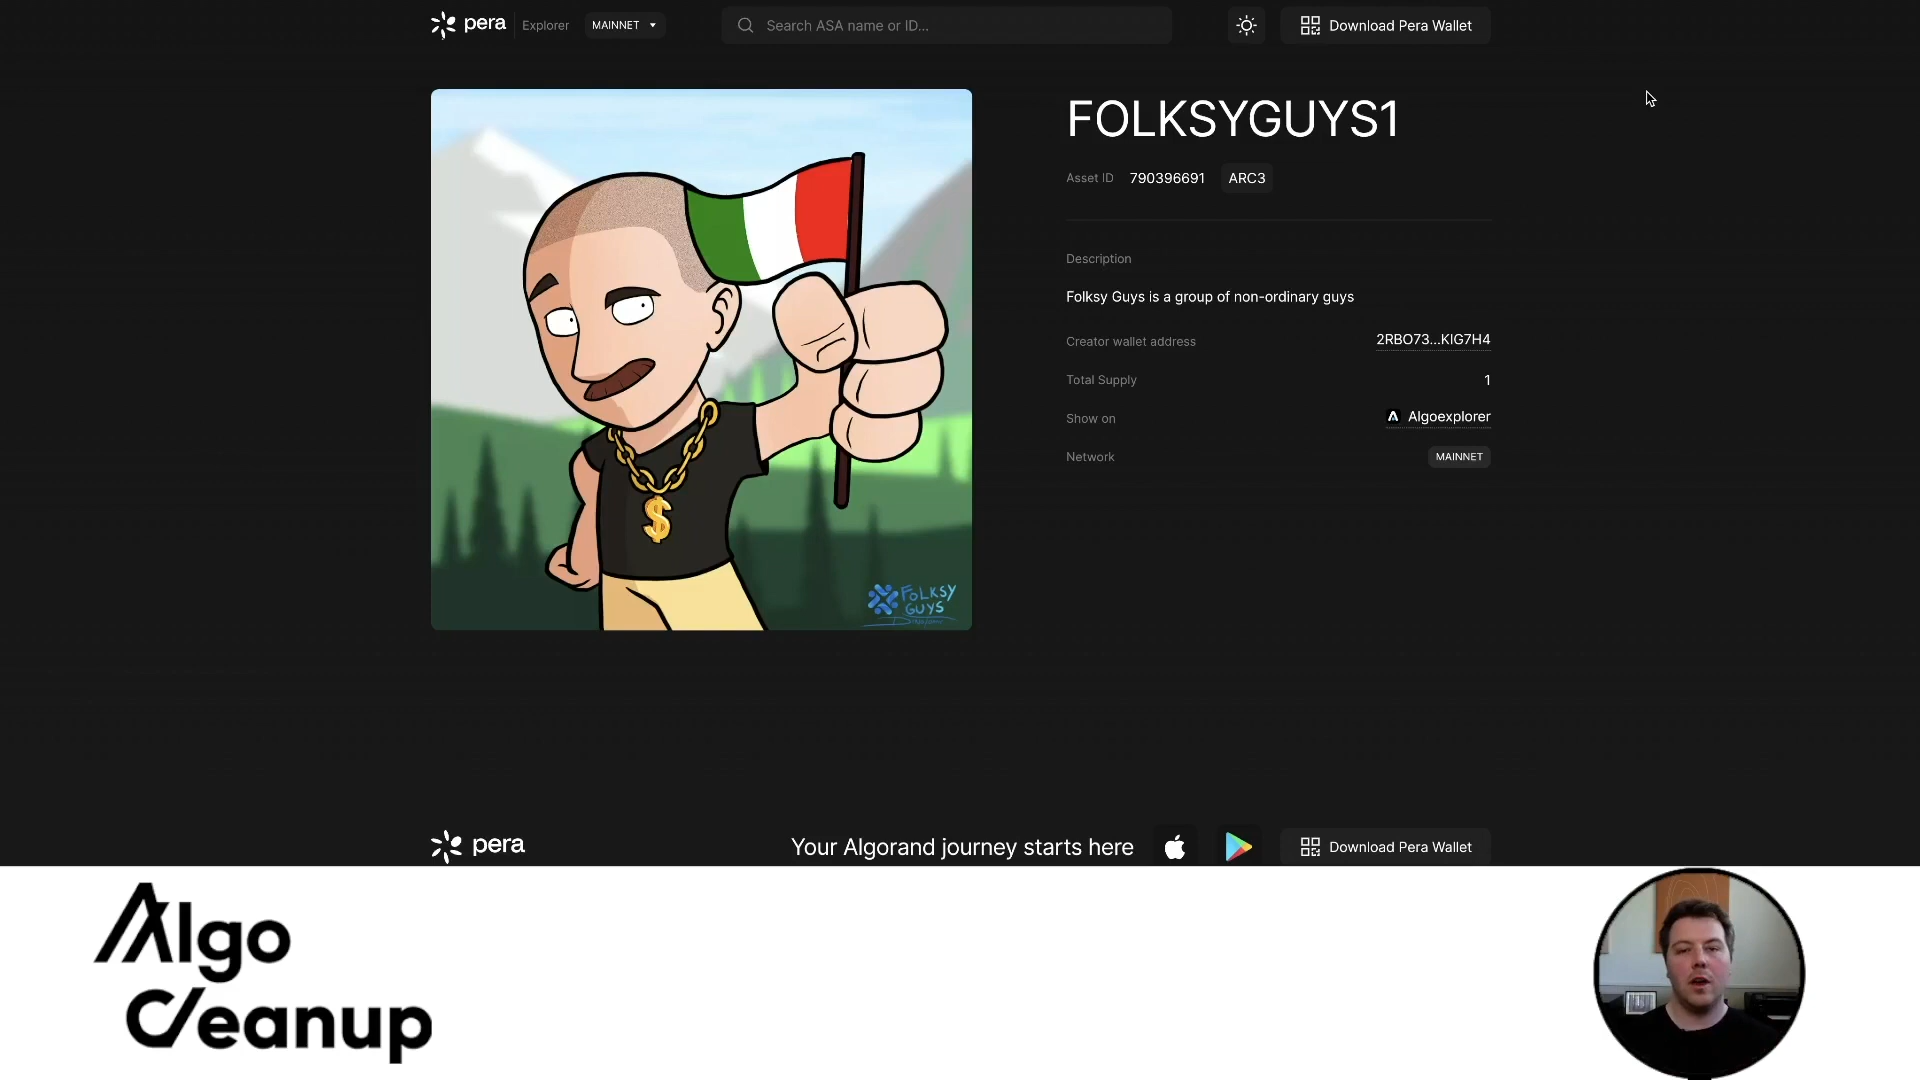 pera
Explorer
MAINNET
Search ASA name or ID...
Download Pera Wallet
FOLKSYGUYS1
Asset ID 790396691 ARC3
Description
Folksy Guys is a group of non-ordinary guys
Creator wallet address 2RBO73...KIG7H4
Total Supply 1
Show on Algoexplorer
Network MAINNET
$
FOLKSY
GUYS
pera
Your Algorand journey starts here
Download Pera Wallet
Algo
Cleanup